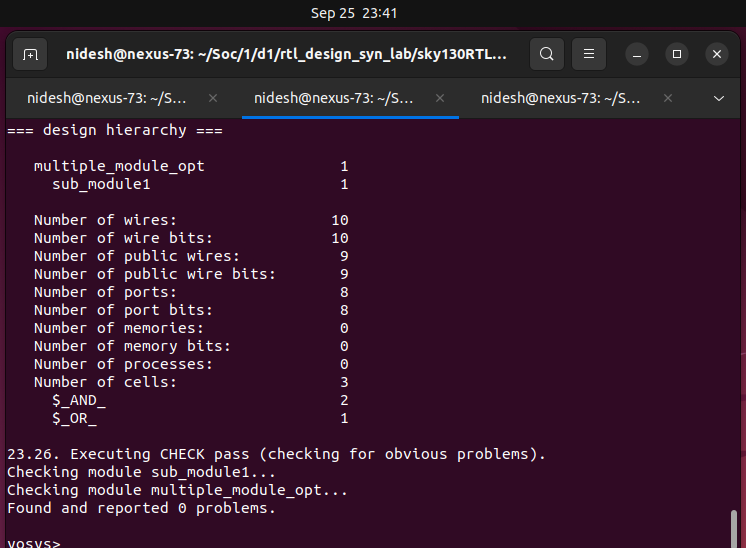 Sep 25 23:41
nidesh@nexus-73: ~/Soc/1/d1/rtl_design_syn_lab/sky130RTL...
nidesh@nexus-73: ~/S... nidesh@nexus-73: ~/S... nidesh@nexus-73: ~/S...
=== design hierarchy ===
multiple_module_opt 1
sub_module1 1
Number of wires: 10
Number of wire bits: 10
Number of public wires: 9
Number of public wire bits: 9
Number of ports: 8
Number of port bits: 8
Number of memories: 0
Number of memory bits: 0
Number of processes: 0
Number of cells: 3
$_AND_ 2
$_OR_ 1
23.26. Executing CHECK pass (checking for obvious problems).
Checking module sub_module1...
Checking module multiple_module_opt...
Found and reported 0 problems.
yosys>